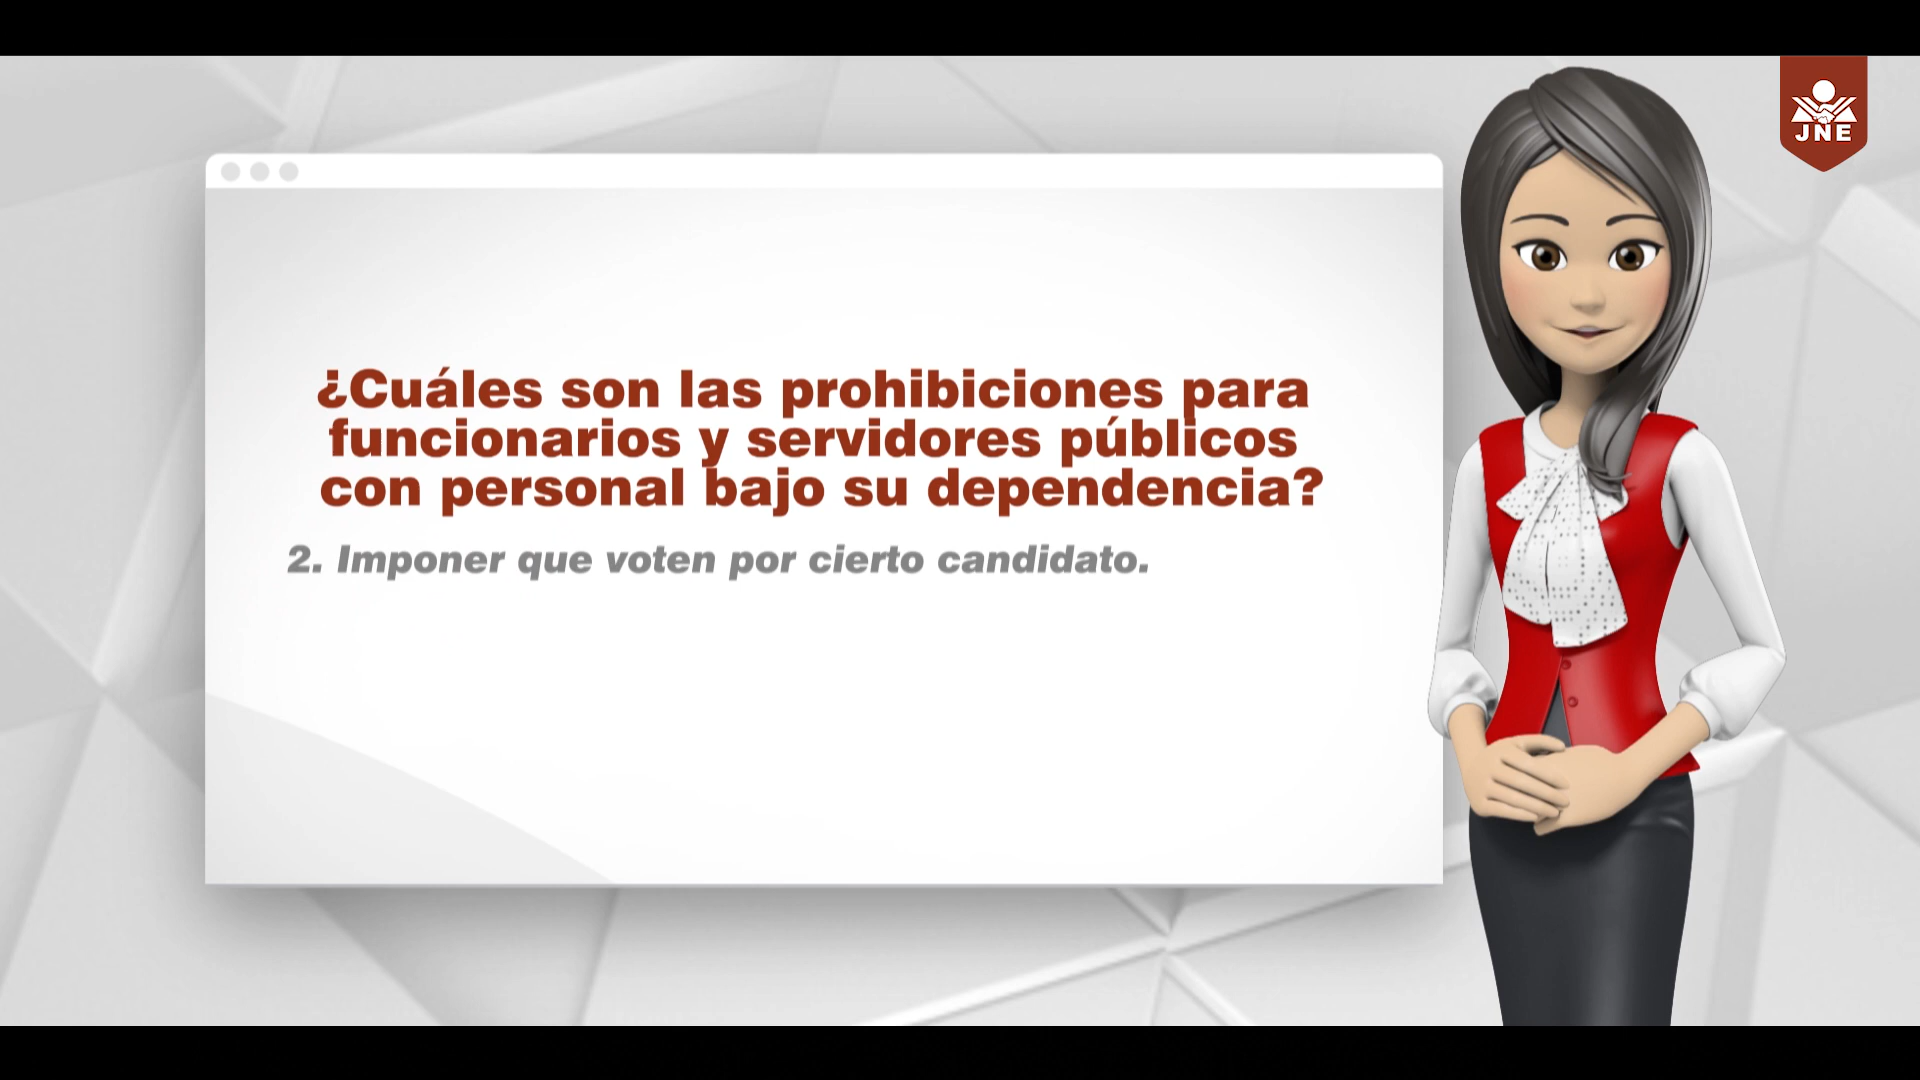 JNE
¿Cuáles son las prohibiciones para
funcionarios y servidores públicos
con personal bajo su dependencia?
2. Imponer que voten por cierto candidato.